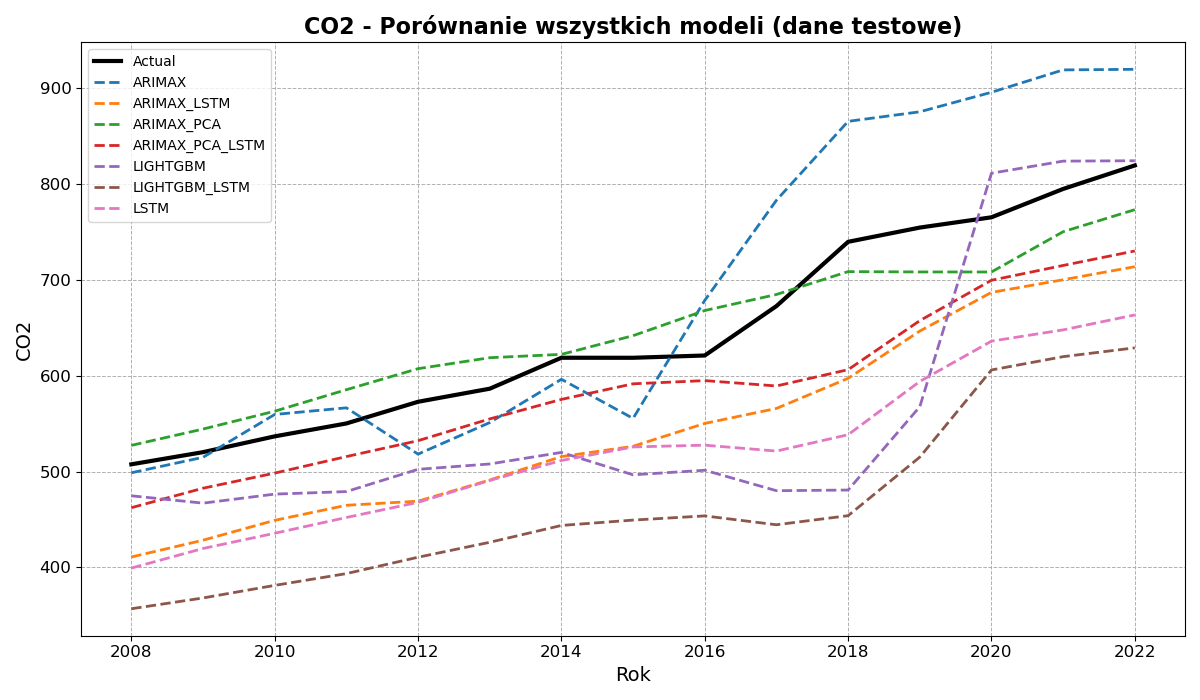 CO2 - Porównanie wszystkich modeli (dane testowe)
Actual
ARIMAX
ARIMAX_LSTM
ARIMAX_PCA
ARIMAX_PCA_LSTM
LIGHTGBM
LIGHTGBM_LSTM
LSTM
900
800
700
600
500
400
CO2
2008 2010 2012 2014 2016 2018 2020 2022
Rok